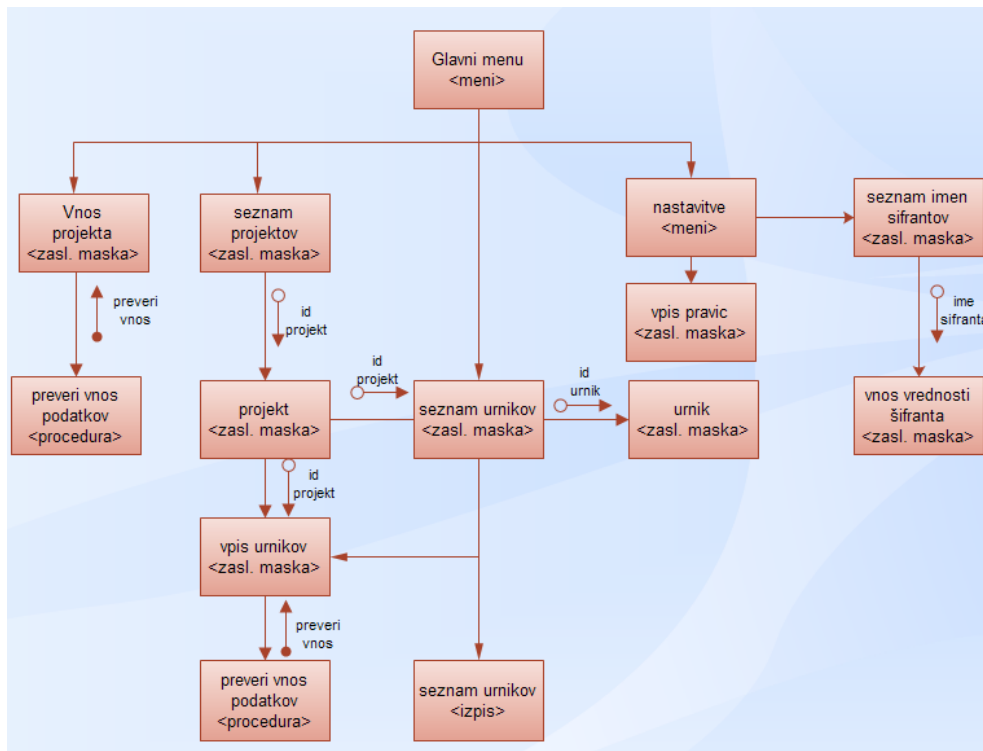 Glavni menu
<meni>
Vnos
projekta
<zasl. maska>
seznam
projektov
<zasl. maska>
nastavitve
<meni>
seznam imen
sifrantov
<zasl. maska>
preveri
vnos
id
projekt
vpis pravic
<zasl. maska>
ime
sifranta
preveri vnos
podatkov
<procedura>
projekt
<zasl. maska>
id
projekt
seznam urnikov
<zasl. maska>
id
urnik
urnik
<zasl. maska>
vnos vrednosti
šifranta
<zasl. maska>
id
projekt
vpis urnikov
<zasl. maska>
preveri
vnos
preveri vnos
podatkov
<procedura>
seznam urnikov
<izpis>